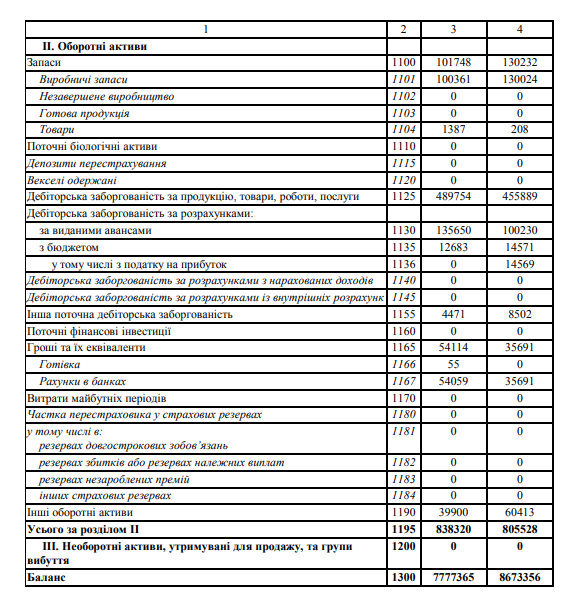 1 2 3 4
II. Оборотні активи
Запаси 1100 101748 130232
Виробничі запаси 1101 100361 130024
Незавершене виробництво 1102 0 0
Готова продукція 1103 0 0
Товари 1104 1387 208
Поточні біологічні активи 1110 0 0
Депозити перестрахування 1115 0 0
Векселі одержані 1120 0 0
Дебіторська заборгованість за продукцію, товари, роботи, послуги 1125 489754 455889
Дебіторська заборгованість за розрахунками:
за виданими авансами 1130 135650 100230
з бюджетом 1135 12683 14571
у тому числі з податку на прибуток 1136 0 14569
Дебіторська заборгованість за розрахунками з нарахованих доходів 1140 0 0
Дебіторська заборгованість за розрахунками із внутрішніх розрахунк 1145 0 0
Інша поточна дебіторська заборгованість 1155 4471 8502
Поточні фінансові інвестиції 1160 0 0
Гроші та їх еквіваленти 1165 54114 35691
Готівка 1166 55 0
Рахунки в банках 1167 54059 35691
Витрати майбутніх періодів 1170 0 0
Частка перестраховика у страхових резервах 1180 0 0
у тому числі в: 1181 0 0
резервах довгострокових зобов’язань
резервах збитків або резервах належних виплат 1182 0 0
резервах незароблених премій 1183 0 0
інших страхових резервах 1184 0 0
Інші оборотні активи 1190 39900 60413
Усього за розділом II 1195 838320 805528
III. Необоротні активи, утримувані для продажу, та групи 1200 0 0
вибуття
Баланс 1300 7777365 8673356